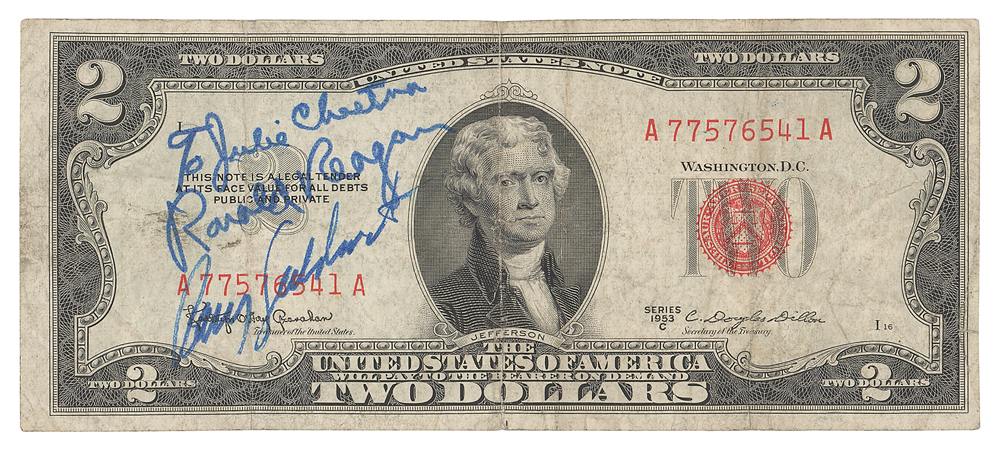 2 TWO DOLLARS UNITED STATES NOTE TWO DOLLARS 2
To Julie Cheetna
Ronald Reagan
THIS NOTE IS A LEGAL TENDER
AT ITS FACE VALUE FOR ALL DEBTS
PUBLIC AND PRIVATE
A 77576541 A
WASHINGTON, D.C.
TWO
A 77576541 A
Treasurer of the United States.
SERIES
1953
C
C. Douglas Dillon
Secretary of the Treasury.
I 16
JEFFERSON
THE
UNITED STATES OF AMERICA
WILL PAY TO THE BEARER ON DEMAND
TWO DOLLARS
TWO DOLLARS 2
TWO DOLLARS 2